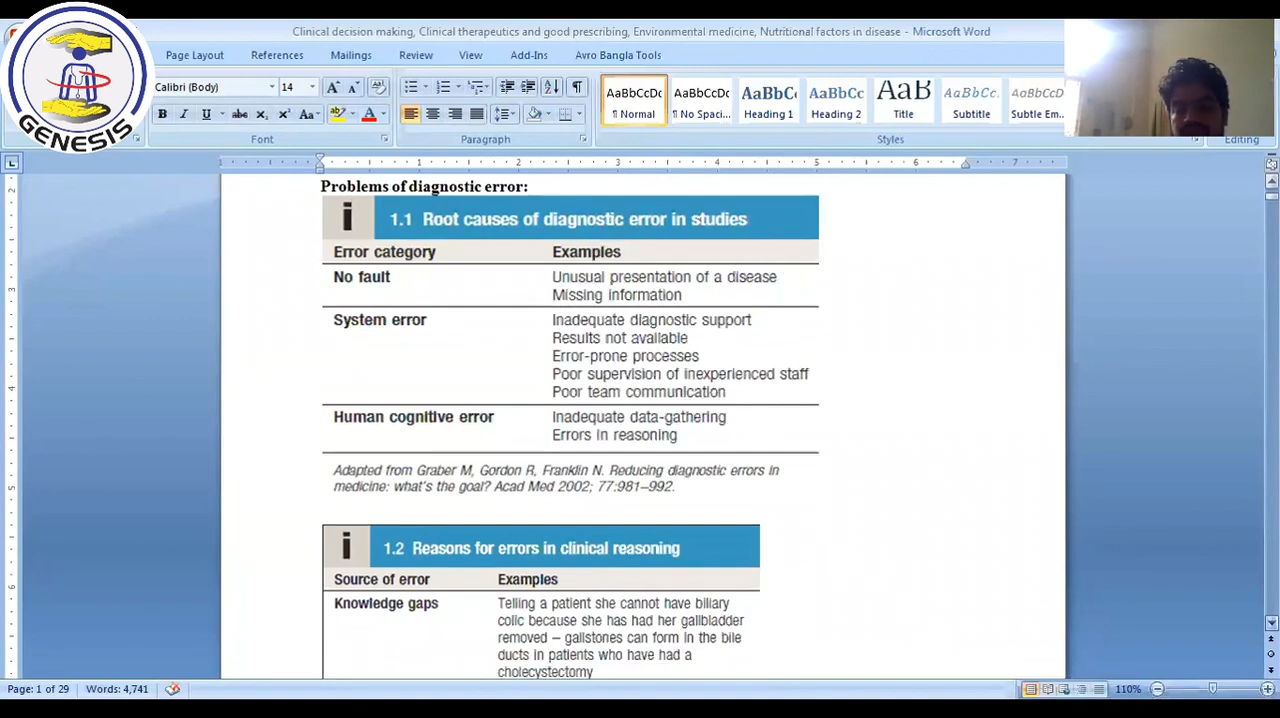 Clinical decision making, Clinical therapeutics and good prescribing, Environmental medicine, Nutritional factors in disease - Microsoft Word
GENESIS
Page Layout References Mailings Review View Add-Ins Avro Bangla Tools
Calibri (Body) 14
AaBbCcDc AaBbCcDc AaBbCc AaBbCc AaB AaBbCc. AaBbCcDc
¶ Normal ¶ No Spaci... Heading 1 Heading 2 Title Subtitle Subtle Em...
Font Paragraph Styles Editing
Problems of diagnostic error:
i 1.1 Root causes of diagnostic error in studies
Error category Examples
No fault Unusual presentation of a disease
Missing information
System error Inadequate diagnostic support
Results not available
Error-prone processes
Poor supervision of inexperienced staff
Poor team communication
Human cognitive error Inadequate data-gathering
Errors in reasoning
Adapted from Graber M, Gordon R, Franklin N. Reducing diagnostic errors in
medicine: what's the goal? Acad Med 2002; 77:981–992.
i 1.2 Reasons for errors in clinical reasoning
Source of error Examples
Knowledge gaps Telling a patient she cannot have biliary
colic because she has had her gallbladder
removed – gallstones can form in the bile
ducts in patients who have had a
cholecystectomy
Page: 1 of 29 Words: 4,741 110%